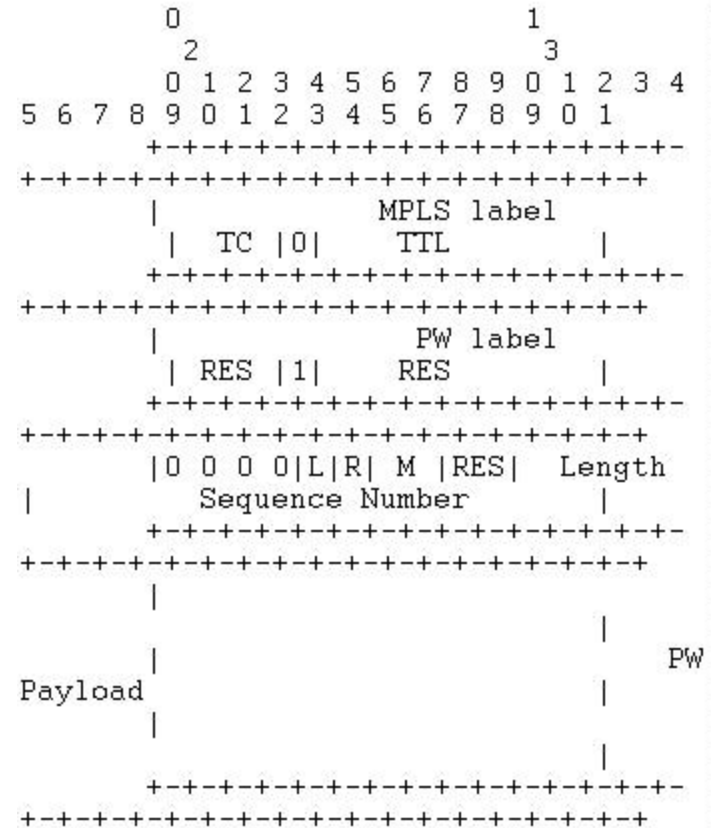 0                   1
2                   3
0 1 2 3 4 5 6 7 8 9 0 1 2 3 4
5 6 7 8 9 0 1 2 3 4 5 6 7 8 9 0 1
+-+-+-+-+-+-+-+-+-+-+-+-+-+-+-
+-+-+-+-+-+-+-+-+-+-+-+-+-+-+-+-+-+
|            MPLS label
| TC |0|    TTL        |
+-+-+-+-+-+-+-+-+-+-+-+-+-+-+-
+-+-+-+-+-+-+-+-+-+-+-+-+-+-+-+-+-+
|              PW label
| RES |1|    RES        |
+-+-+-+-+-+-+-+-+-+-+-+-+-+-+-
+-+-+-+-+-+-+-+-+-+-+-+-+-+-+-+-+-+
|0 0 0 0|L|R| M |RES|  Length
|         Sequence Number       |
+-+-+-+-+-+-+-+-+-+-+-+-+-+-+-
+-+-+-+-+-+-+-+-+-+-+-+-+-+-+-+-+-+
|
|
|                            PW
Payload                         |
|
|
+-+-+-+-+-+-+-+-+-+-+-+-+-+-+-
+-+-+-+-+-+-+-+-+-+-+-+-+-+-+-+-+-+